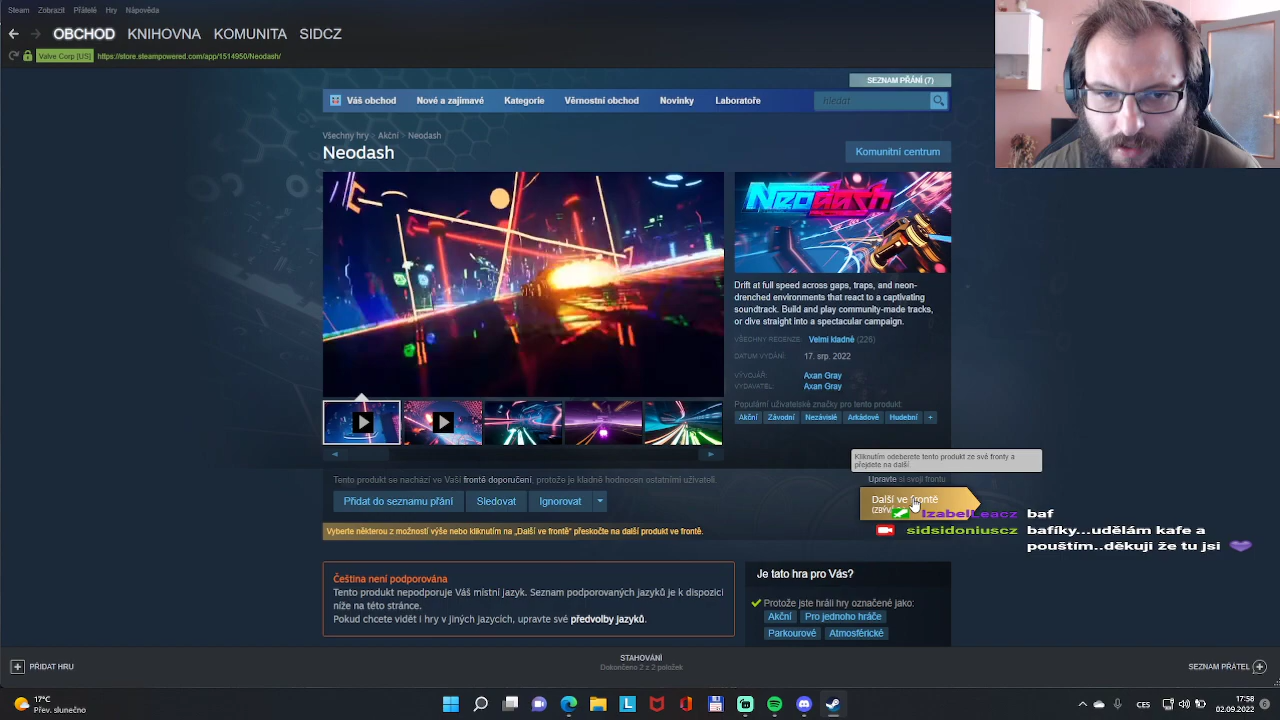 Steam Zobrazit Přátelé Hry Nápověda
OBCHOD KNIHOVNA KOMUNITA SIDCZ
Valve Corp [US] https://store.steampowered.com/app/1514950/Neodash/
SEZNAM PŘÁNÍ (7)
Váš obchod Nové a zajímavé Kategorie Věrnostní obchod Novinky Laboratoře hledat
Všechny hry > Akční > Neodash
Neodash
Komunitní centrum
Neodash
Drift at full speed across gaps, traps, and neon-
drenched environments that react to a captivating
soundtrack. Build and play community-made tracks,
or dive straight into a spectacular campaign.
VŠECHNY RECENZE: Velmi kladné (226)
DATUM VYDÁNÍ: 17. srp. 2022
VÝVOJÁŘ: Axan Gray
VYDAVATEL: Axan Gray
Populární uživatelské značky pro tento produkt:
Akční Závodní Nezávislé Arkádové Hudební +
Kliknutím odeberete tento produkt ze své fronty a
přejdete na další
Tento produkt se nachází ve Vaší frontě doporučení, protože je kladně hodnocen ostatními uživateli.
Upravte si svoji frontu
Přidat do seznamu přání Sledovat Ignorovat
Další ve frontě
IzabelLeacz baf
Vyberte některou z možností výše nebo kliknutím na „Další ve frontě" přeskočte na další produkt ve frontě.
sidsidoniuscz bafíky..udělám kafe a
pouštím..děkuji že tu jsi
Čeština není podporována
Tento produkt nepodporuje Váš místní jazyk. Seznam podporovaných jazyků je k dispozici
níže na této stránce.
Pokud chcete vidět i hry v jiných jazycích, upravte své předvolby jazyků.
Je tato hra pro Vás?
Protože jste hráli hry označené jako:
Akční Pro jednoho hráče
Parkourové Atmosférické
PŘIDAT HRU
STAHOVÁNÍ
Dokončeno 2 z 2 položek
SEZNAM PŘÁTEL
17°C
Přev. slunečno
17:58
02.09.2022